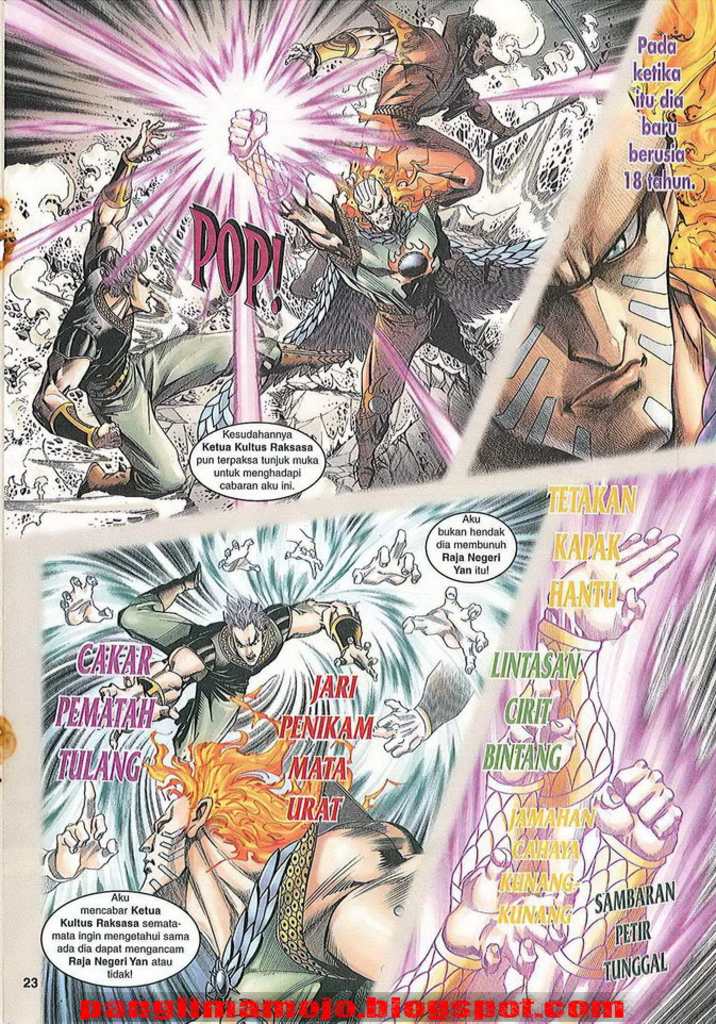 Pada
ketika
itu dia
baru
berusia
18 tahun.
POP!
Kesudahannya
Ketua Kultus Raksasa
pun terpaksa tunjuk muka
untuk menghadapi
cabaran aku ini.
Aku
bukan hendak
dia membunuh
Raja Negeri
Yan itu!
CAKAR
PEMATAH
TULANG
JARI
PENIKAM
MATA
URAT
TETAKAN
KAPAK
HANTU
LINTASAN
CIRIT
BINTANG
JAMAHAN
CAHAYA
KUNANG-
KUNANG
SAMBARAN
PETIR
TUNGGAL
Aku
mencabar Ketua
Kultus Raksasa semata-
mata ingin mengetahui sama
ada dia dapat mengancam
Raja Negeri Yan atau
tidak!
23
panglimamojo.blogspot.com